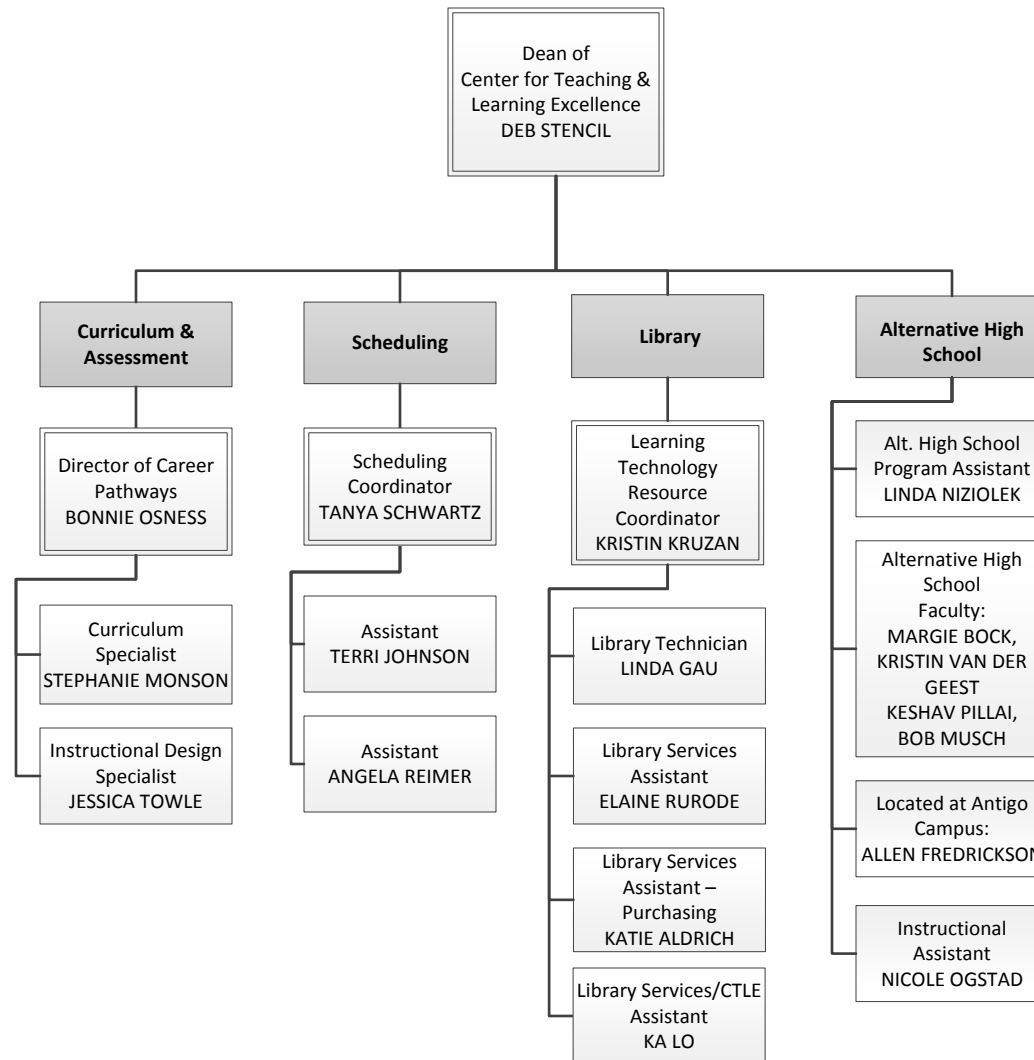 Dean of
Center for Teaching &
Learning Excellence
DEB STENCIL
Curriculum &
Assessment
Director of Career
Pathways
BONNIE OSNESS
Curriculum
Specialist
STEPHANIE MONSON
Instructional Design
Specialist
JESSICA TOWLE
Scheduling
Scheduling
Coordinator
TANYA SCHWARTZ
Assistant
TERRI JOHNSON
Assistant
ANGELA REIMER
Library
Learning
Technology
Resource
Coordinator
KRISTIN KRUZAN
Library Technician
LINDA GAU
Library Services
Assistant
ELAINE RURODE
Library Services
Assistant –
Purchasing
KATIE ALDRICH
Library Services/CTLE
Assistant
KA LO
Alternative High
School
Alt. High School
Program Assistant
LINDA NIZIOLEK
Alternative High
School
Faculty:
MARGIE BOCK,
KRISTIN VAN DER
GEEST
KESHAV PILLAI,
BOB MUSCH
Located at Antigo
Campus:
ALLEN FREDRICKSON
Instructional
Assistant
NICOLE OGSTAD